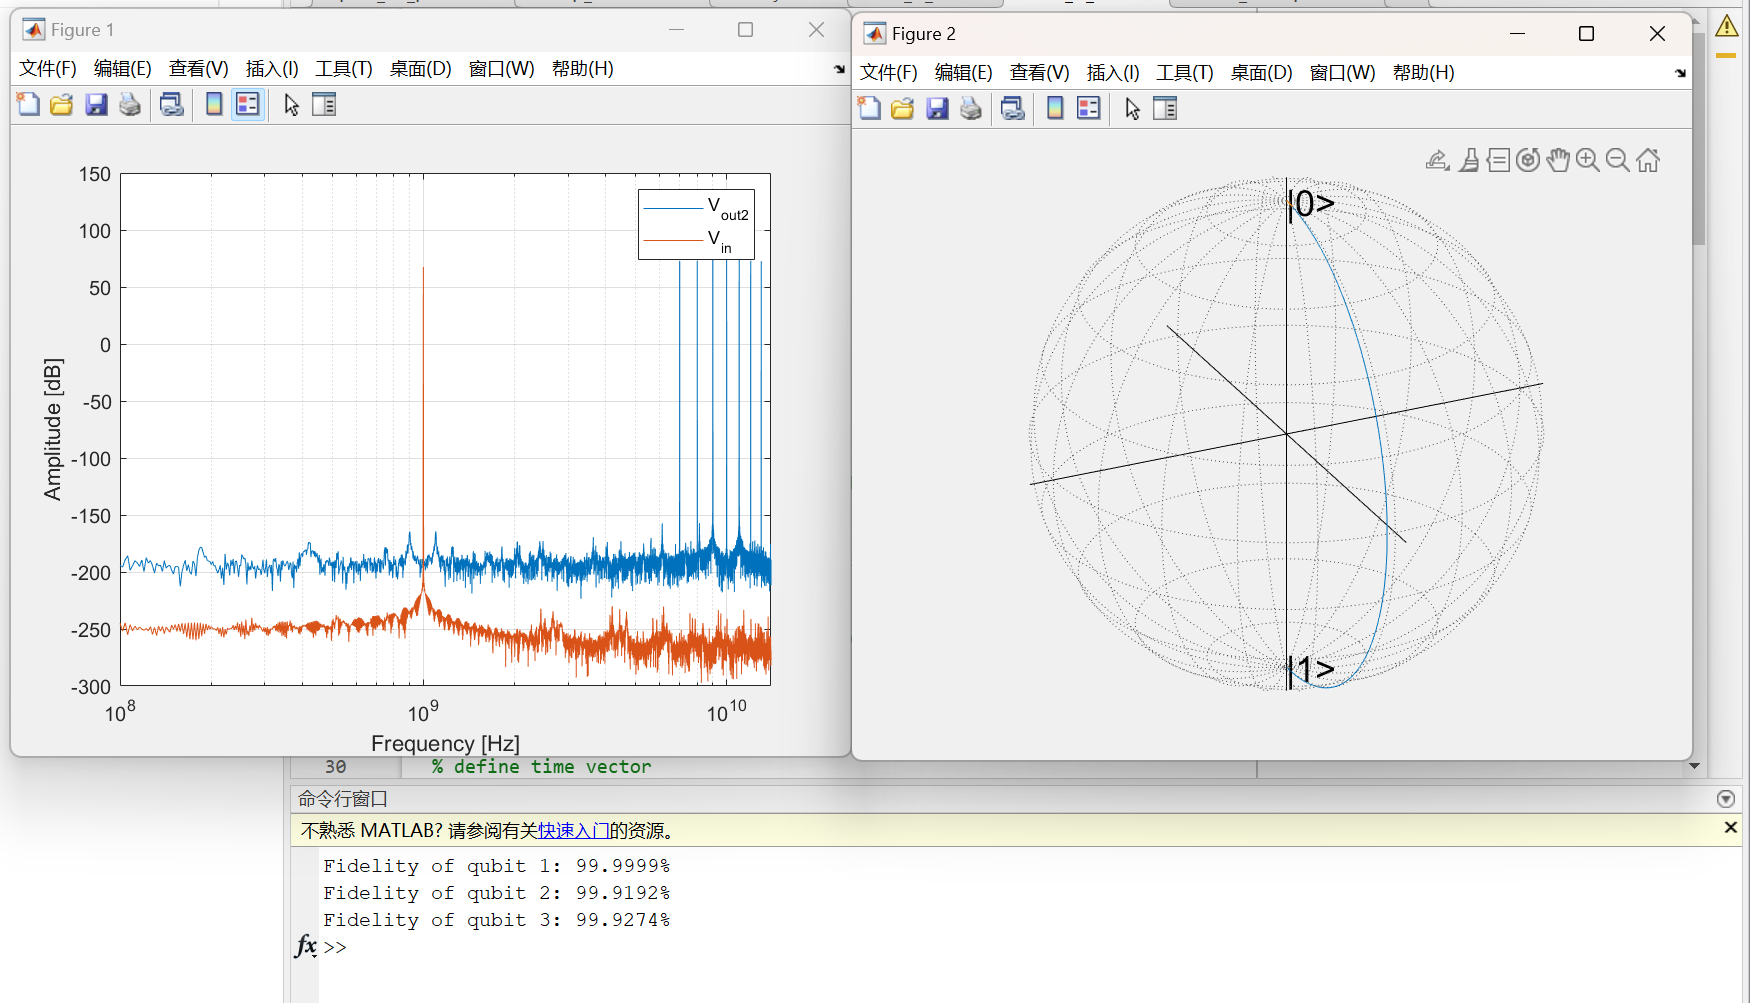 Figure 1
文件(F) 编辑(E) 查看(V) 插入(I) 工具(T) 桌面(D) 窗口(W) 帮助(H)
150
100
50
0
-50
-100
-150
-200
-250
-300
Amplitude [dB]
V_out2
V_in
10^8 10^9 10^10
Frequency [Hz]
Figure 2
文件(F) 编辑(E) 查看(V) 插入(I) 工具(T) 桌面(D) 窗口(W) 帮助(H)
|0>
|1>
30 % define time vector
命令行窗口
不熟悉 MATLAB? 请参阅有关快速入门的资源。
Fidelity of qubit 1: 99.9999%
Fidelity of qubit 2: 99.9192%
Fidelity of qubit 3: 99.9274%
fx >>